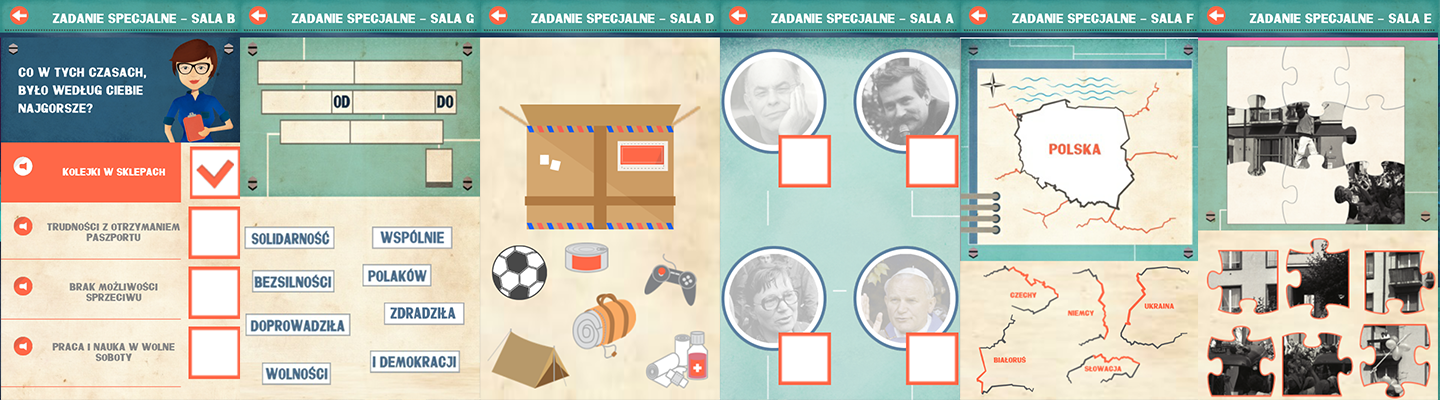 ZADANIE SPECJALNE - SALA B
CO W TYCH CZASACH,
BYŁO WEDŁUG CIEBIE
NAJGORSZE?
KOLEJKI W SKLEPACH
TRUDNOŚCI Z OTRZYMANIEM
PASZPORTU
BRAK MOŻLIWOŚCI
SPRZECIWU
PRACA I NAUKA W WOLNE
SOBOTY
ZADANIE SPECJALNE - SALA G
OD
DO
SOLIDARNOŚĆ
WSPÓLNIE
BEZSILNOŚCI
POLAKÓW
ZDRADZIŁA
DOPROWADZIŁA
I DEMOKRACJI
WOLNOŚCI
ZADANIE SPECJALNE - SALA D
ZADANIE SPECJALNE - SALA A
ZADANIE SPECJALNE - SALA F
POLSKA
CZECHY
NIEMCY
UKRAINA
BIAŁORUŚ
SŁOWACJA
ZADANIE SPECJALNE - SALA E